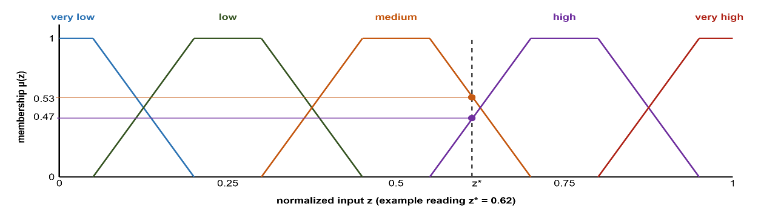 very low low medium high very high
1
0.53
0.47
0
membership μ(z)
0 0.25 0.5 z* 0.75 1
normalized input z (example reading z* = 0.62)